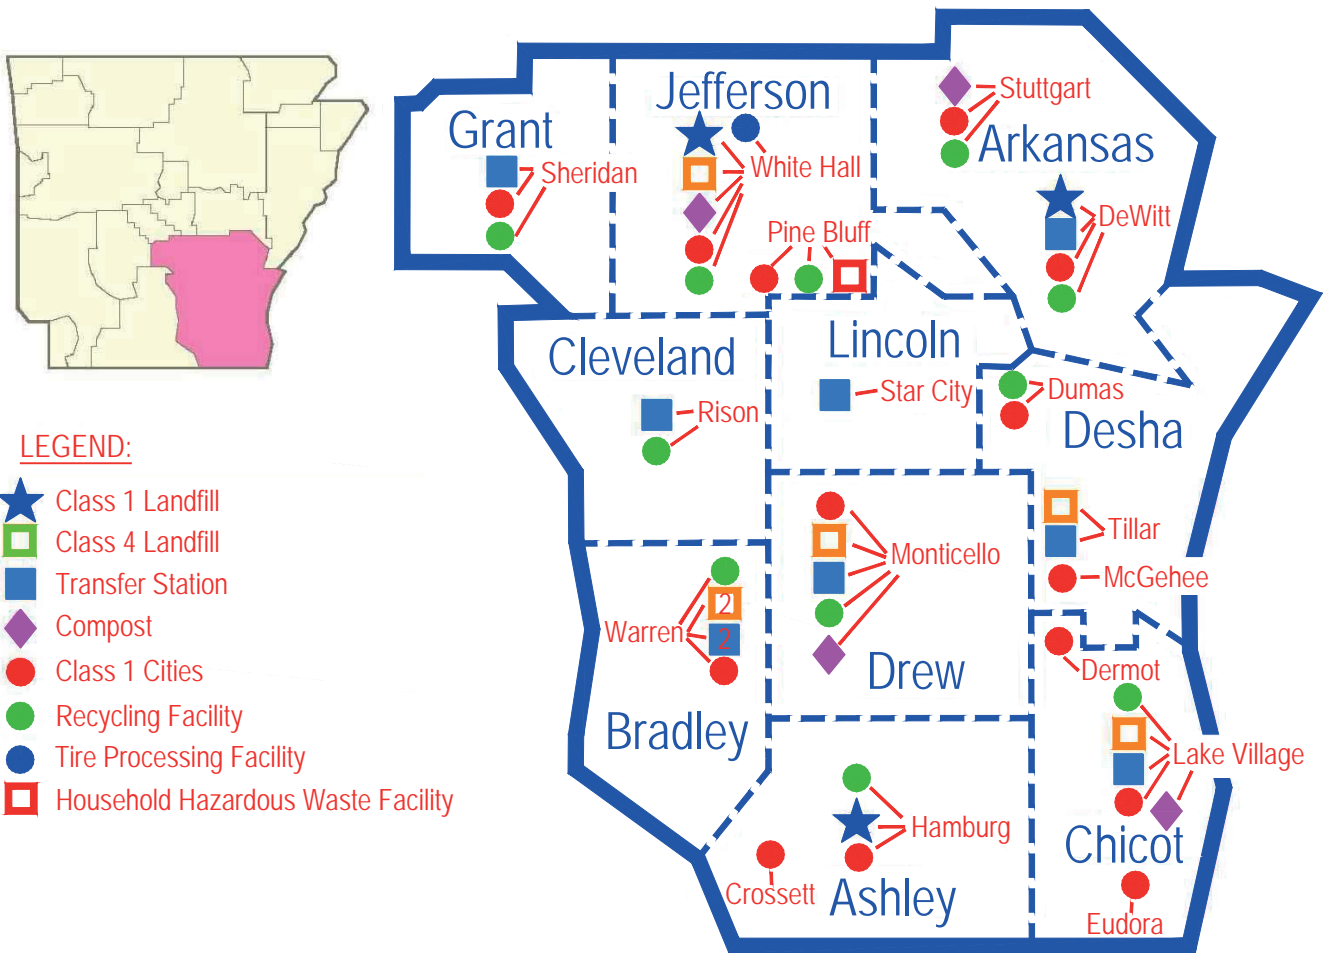 Jefferson
Stuttgart
Grant
Arkansas
White Hall
Sheridan
DeWitt
Pine Bluff
Lincoln
Cleveland
Star City
Dumas
Rison
Desha
LEGEND:
Class 1 Landfill
Class 4 Landfill
Transfer Station
Compost
Class 1 Cities
Recycling Facility
Tire Processing Facility
Household Hazardous Waste Facility
Tillar
Monticello
McGehee
2
Warren
2
Dermot
Drew
Bradley
Lake Village
Hamburg
Chicot
Crossett
Ashley
Eudora